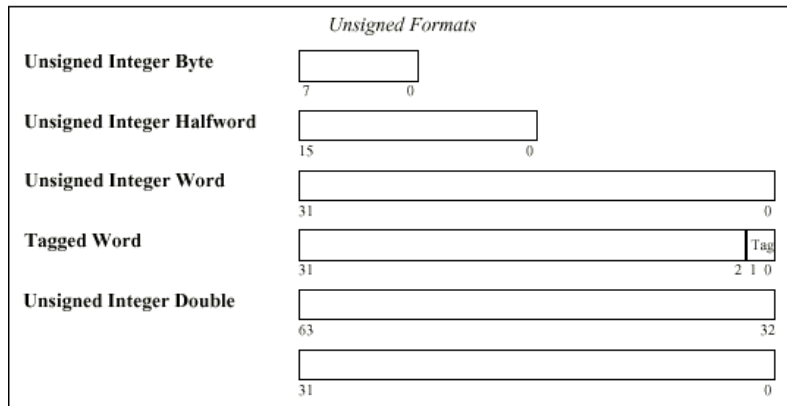 Unsigned Formats
Unsigned Integer Byte
7 0
Unsigned Integer Halfword
15 0
Unsigned Integer Word
31 0
Tagged Word
Tag
31 2 1 0
Unsigned Integer Double
63 32
31 0